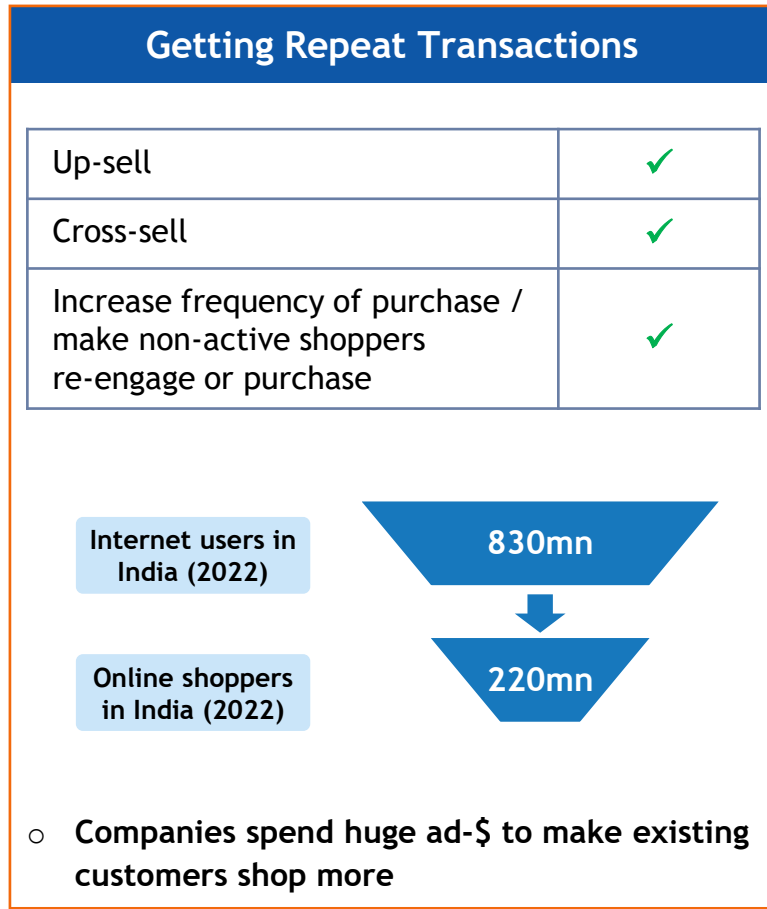 Getting Repeat Transactions
Up-sell ✓
Cross-sell ✓
Increase frequency of purchase /
make non-active shoppers ✓
re-engage or purchase
Internet users in
India (2022)
830mn
Online shoppers
in India (2022)
220mn
o Companies spend huge ad-$ to make existing
customers shop more